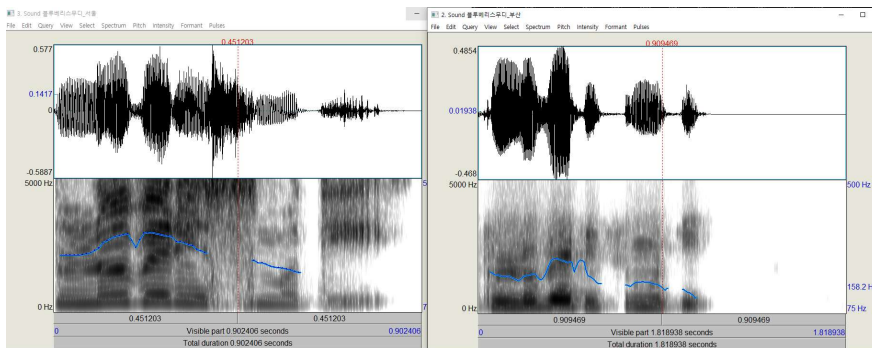 3. Sound 블루베리스무디_서울
File Edit Query View Select Spectrum Pitch Intensity Formant Pulses
0.451203
0.577
0.1417
0
-0.5887
5000 Hz
5
0 Hz
7
0.451203 0.451203
0 Visible part 0.902406 seconds 0.902406
Total duration 0.902406 seconds
2. Sound 블루베리스무디_부산
File Edit Query View Select Spectrum Pitch Intensity Formant Pulses
0.909469
0.4854
0.01938
-0.468
5000 Hz
500 Hz
158.2 H
0 Hz
75 Hz
0.909469 0.909469
0 Visible part 1.818938 seconds 1.818938
Total duration 1.818938 seconds